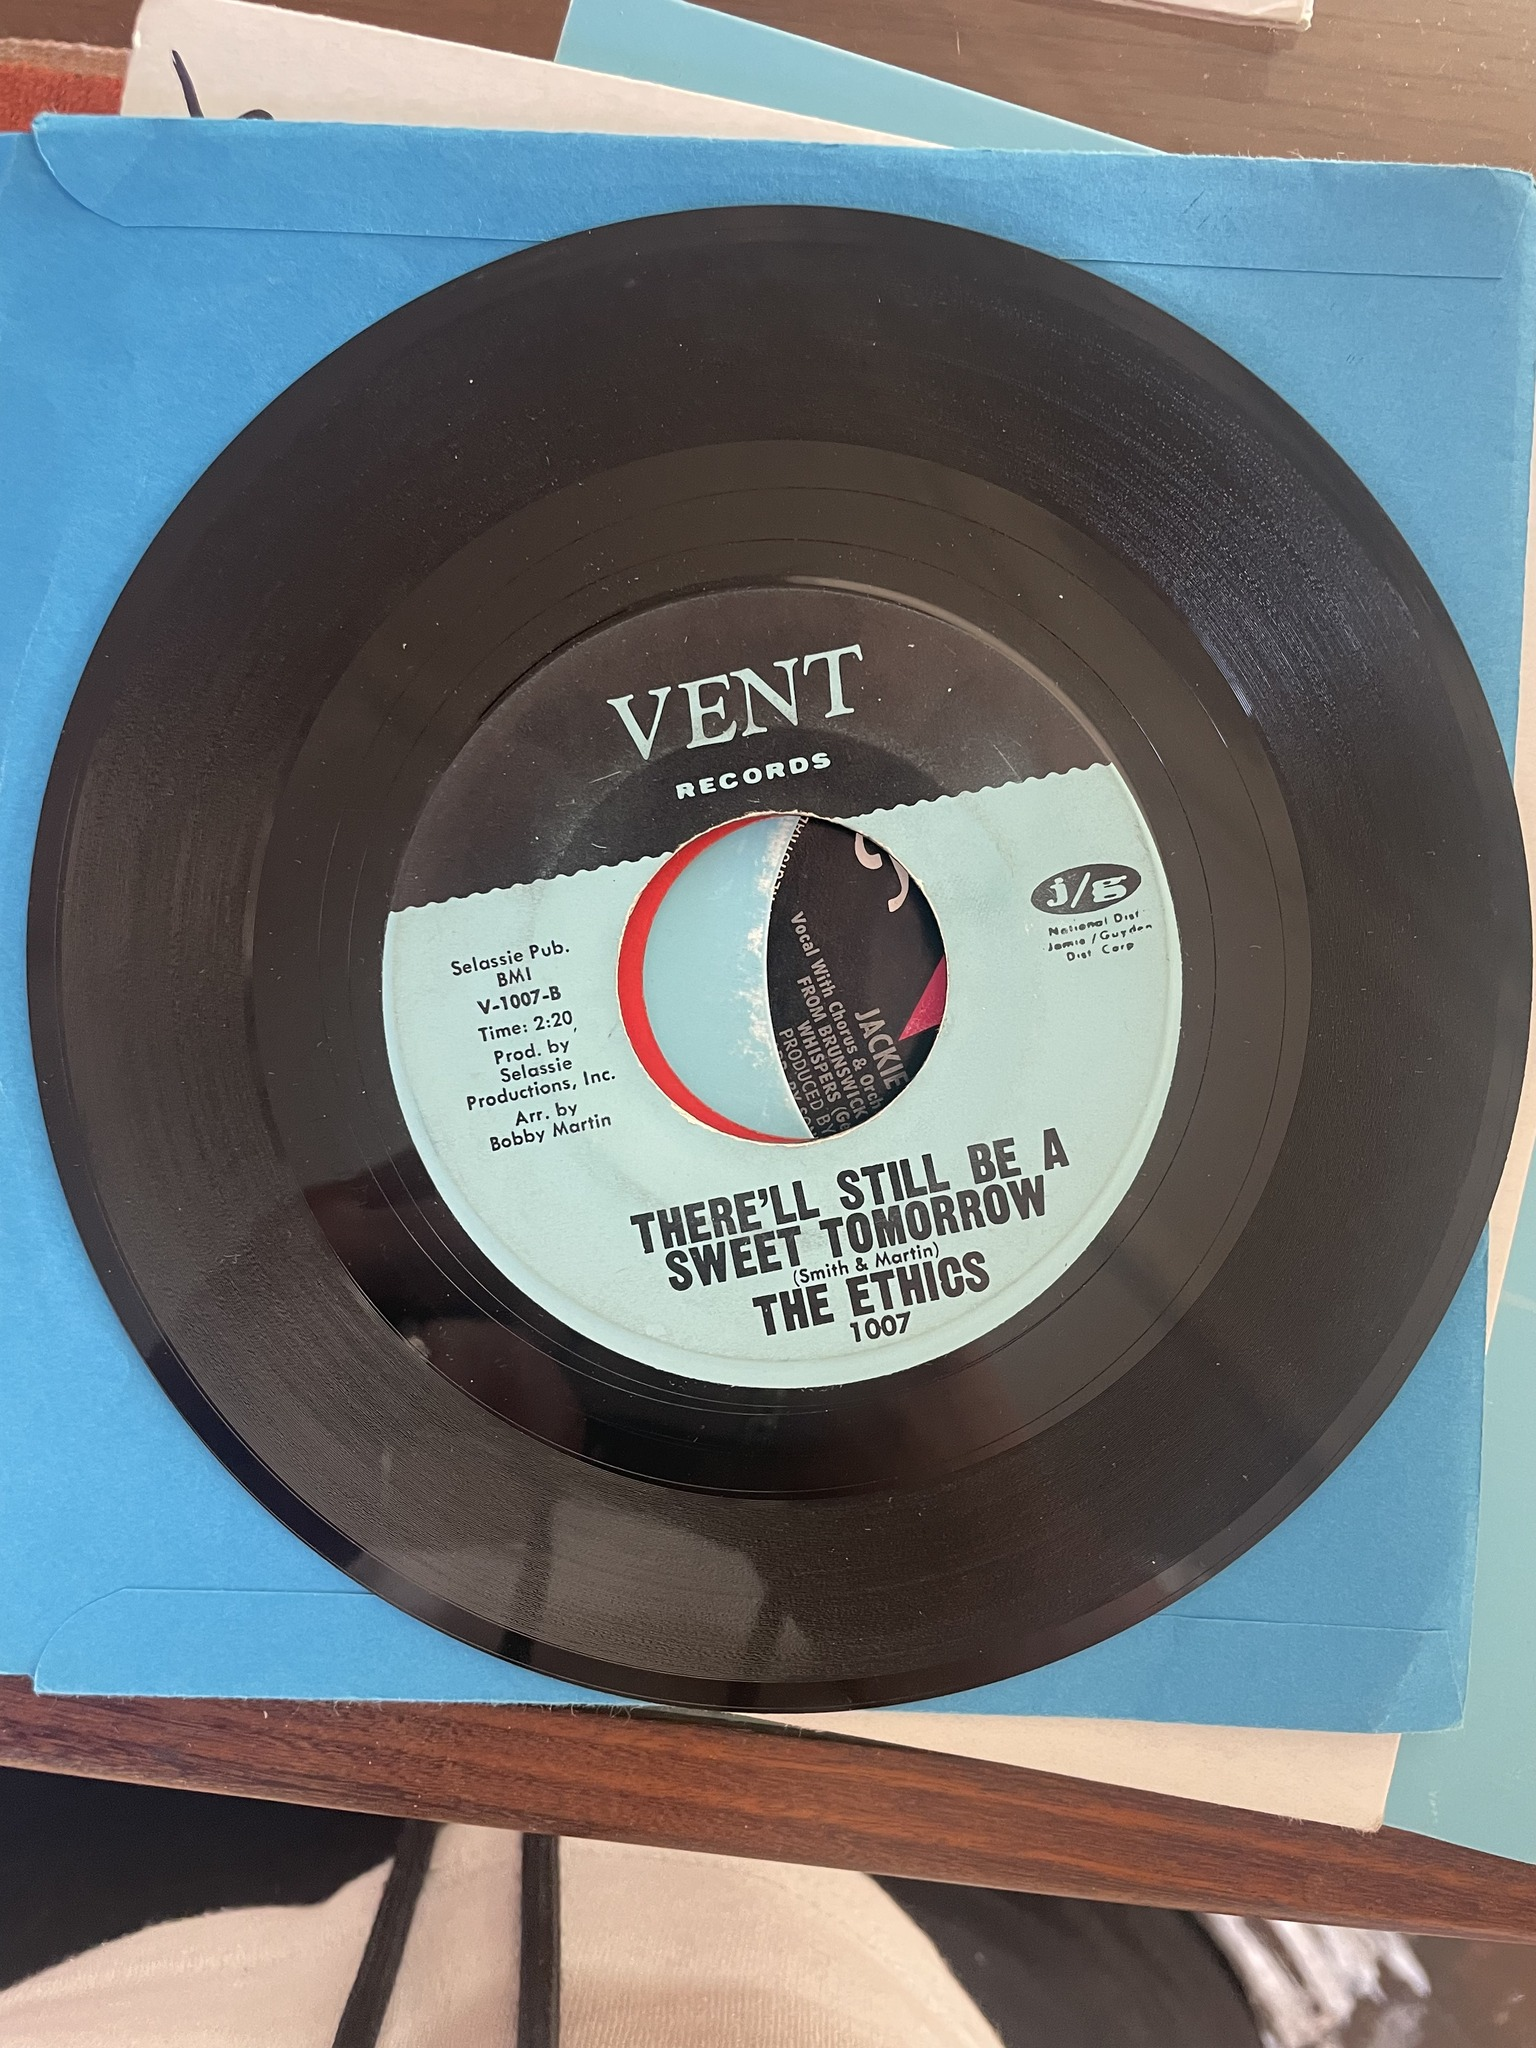 VENT
RECORDS
j/g
National Dist
Jamie/Guyden
Dist Corp
Selassie Pub.
BMI
V-1007-B
Time: 2:20
Prod. by
Selassie
Productions, Inc.
Arr. by
Bobby Martin
THERE'LL STILL BE A
SWEET TOMORROW
(Smith & Martin)
THE ETHICS
1007
JACKIE
Vocal With Chorus & Orch
FROM BRUNSWICK
WHISPERS (Ge
PRODUCED BY